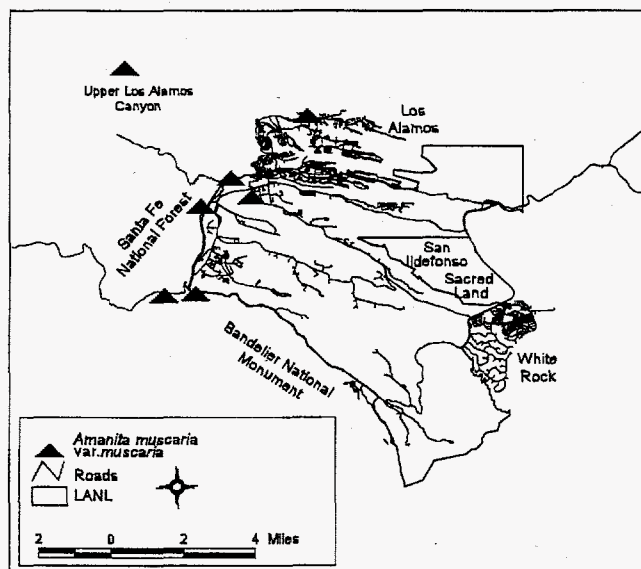 Upper Los Alamos
Canyon
Los
Alamos
Santa Fe
National Forest
San
Ildefonso
Sacred
Land
White
Rock
Bandelier National
Monument
Amanita muscaria
var.muscaria
Roads
LANL
2 0 2 4 Miles